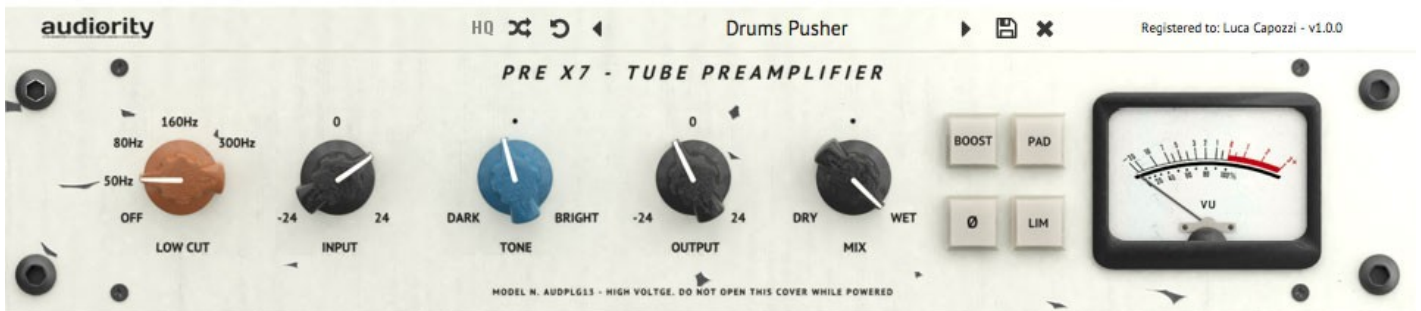 audiority HQ Drums Pusher Registered to: Luca Capozzi - v1.0.0
PRE X7 - TUBE PREAMPLIFIER
160Hz 0 • 0 •
80Hz 300Hz BOOST PAD
50Hz
OFF -24 24 DARK BRIGHT -24 24 DRY WET Ø LIM VU
LOW CUT INPUT TONE OUTPUT MIX
MODEL N. AUDPLG13 - HIGH VOLTGE. DO NOT OPEN THIS COVER WHILE POWERED